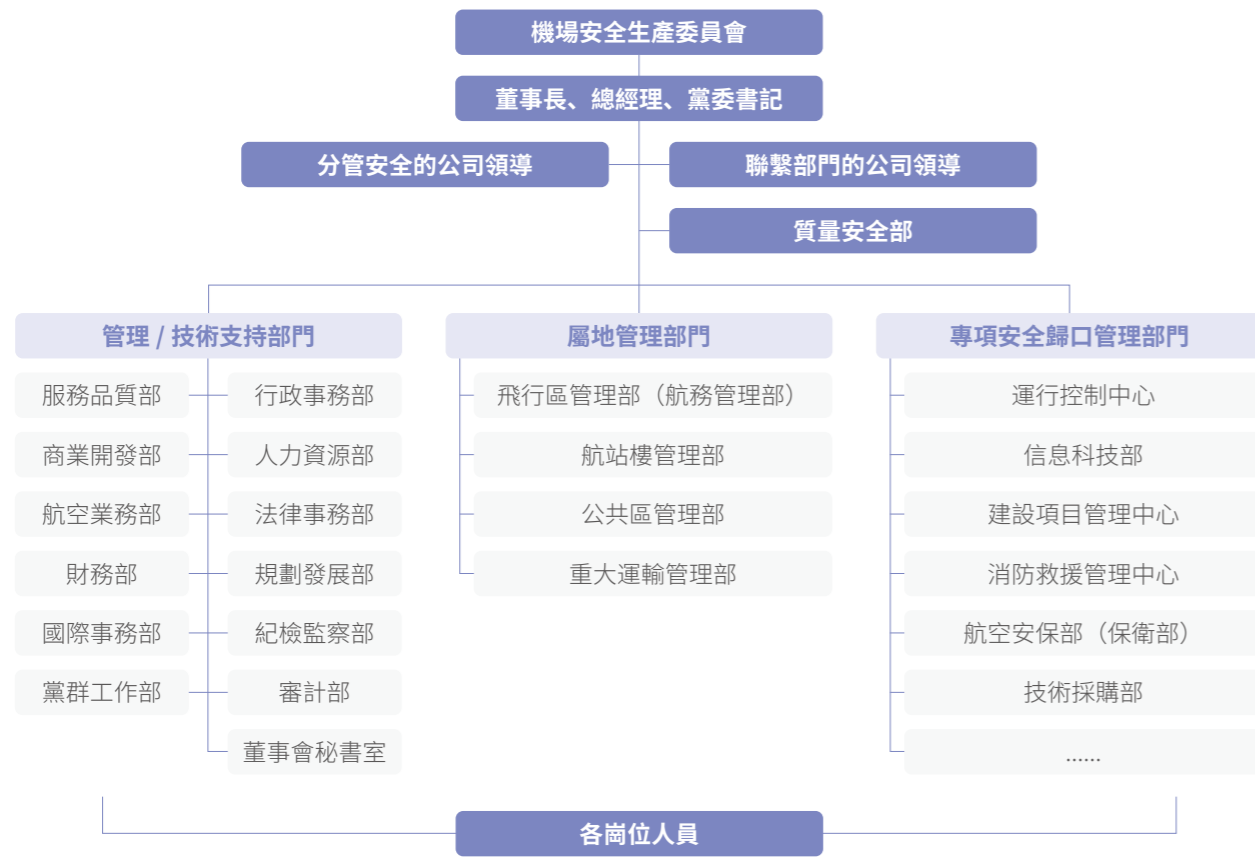 機場安全生產委員會
董事長、總經理、黨委書記
分管安全的公司領導
聯繫部門的公司領導
質量安全部
管理 / 技術支持部門
服務品質部
行政事務部
商業開發部
人力資源部
航空業務部
法律事務部
財務部
規劃發展部
國際事務部
紀檢監察部
黨群工作部
審計部
董事會秘書室
屬地管理部門
飛行區管理部（航務管理部）
航站樓管理部
公共區管理部
重大運輸管理部
專項安全歸口管理部門
運行控制中心
信息科技部
建設項目管理中心
消防救援管理中心
航空安保部（保衛部）
技術採購部
......
各崗位人員